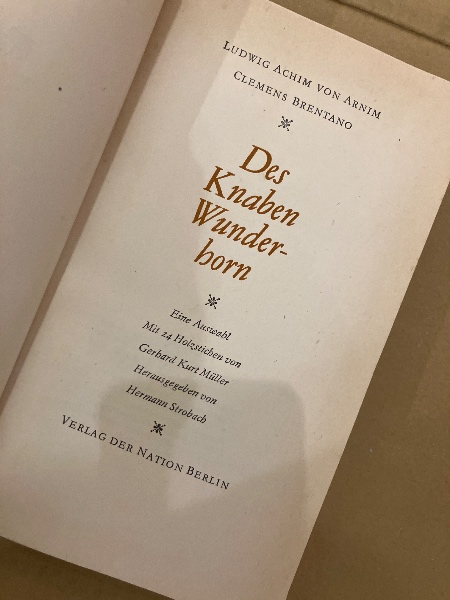 LUDWIG ACHIM VON ARNIM
CLEMENS BRENTANO
Des
Knaben
Wunder-
horn
Eine Auswahl
Mit 24 Holzstichen von
Gerhard Kurt Müller
Herausgegeben von
Hermann Strobach
VERLAG DER NATION BERLIN